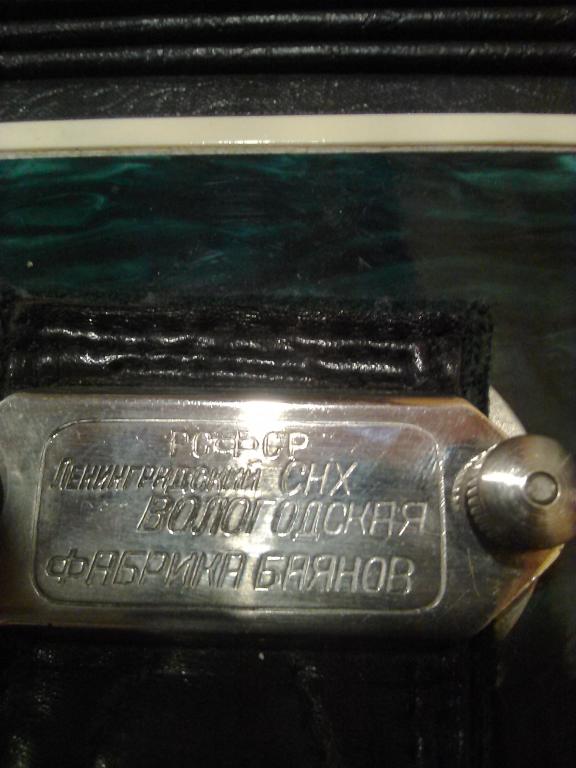 РСФСР
Ленинградский СНХ
ВОЛОГОДСКАЯ
ФАБРИКА БАЯНОВ